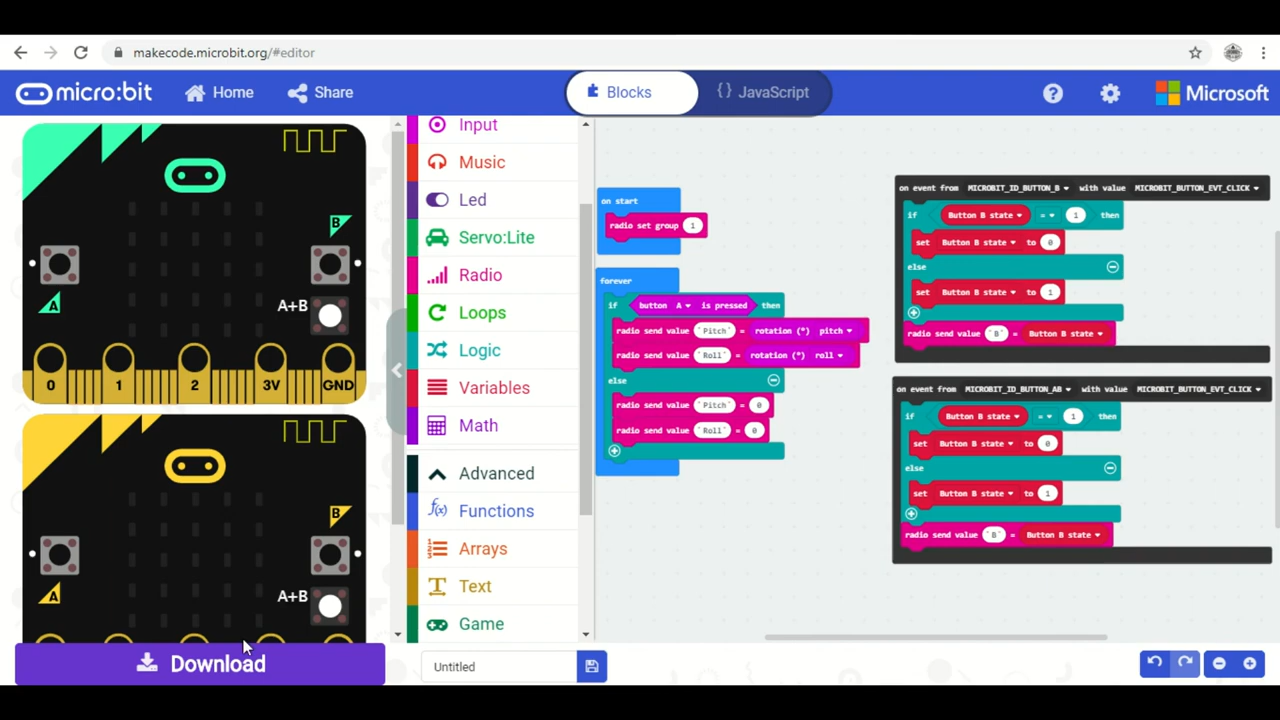 makecode.microbit.org/#editor
micro:bit
Home
Share
Blocks
{ } JavaScript
?
Microsoft
B
A+B
A
0 1 2 3V GND
B
A+B
A
Download
Input
Music
Led
Servo:Lite
Radio
Loops
Logic
Variables
Math
Advanced
f(x) Functions
Arrays
Text
Game
Untitled
on start
radio set group 1
forever
if button A is pressed then
radio send value "Pitch" = rotation (°) pitch
radio send value "Roll" = rotation (°) roll
else
radio send value "Pitch" = 0
radio send value "Roll" = 0
on event from MICROBIT_ID_BUTTON_B with value MICROBIT_BUTTON_EVT_CLICK
if Button B state = 1 then
set Button B state to 0
else
set Button B state to 1
radio send value "B" = Button B state
on event from MICROBIT_ID_BUTTON_AB with value MICROBIT_BUTTON_EVT_CLICK
if Button B state = 1 then
set Button B state to 0
else
set Button B state to 1
radio send value "B" = Button B state